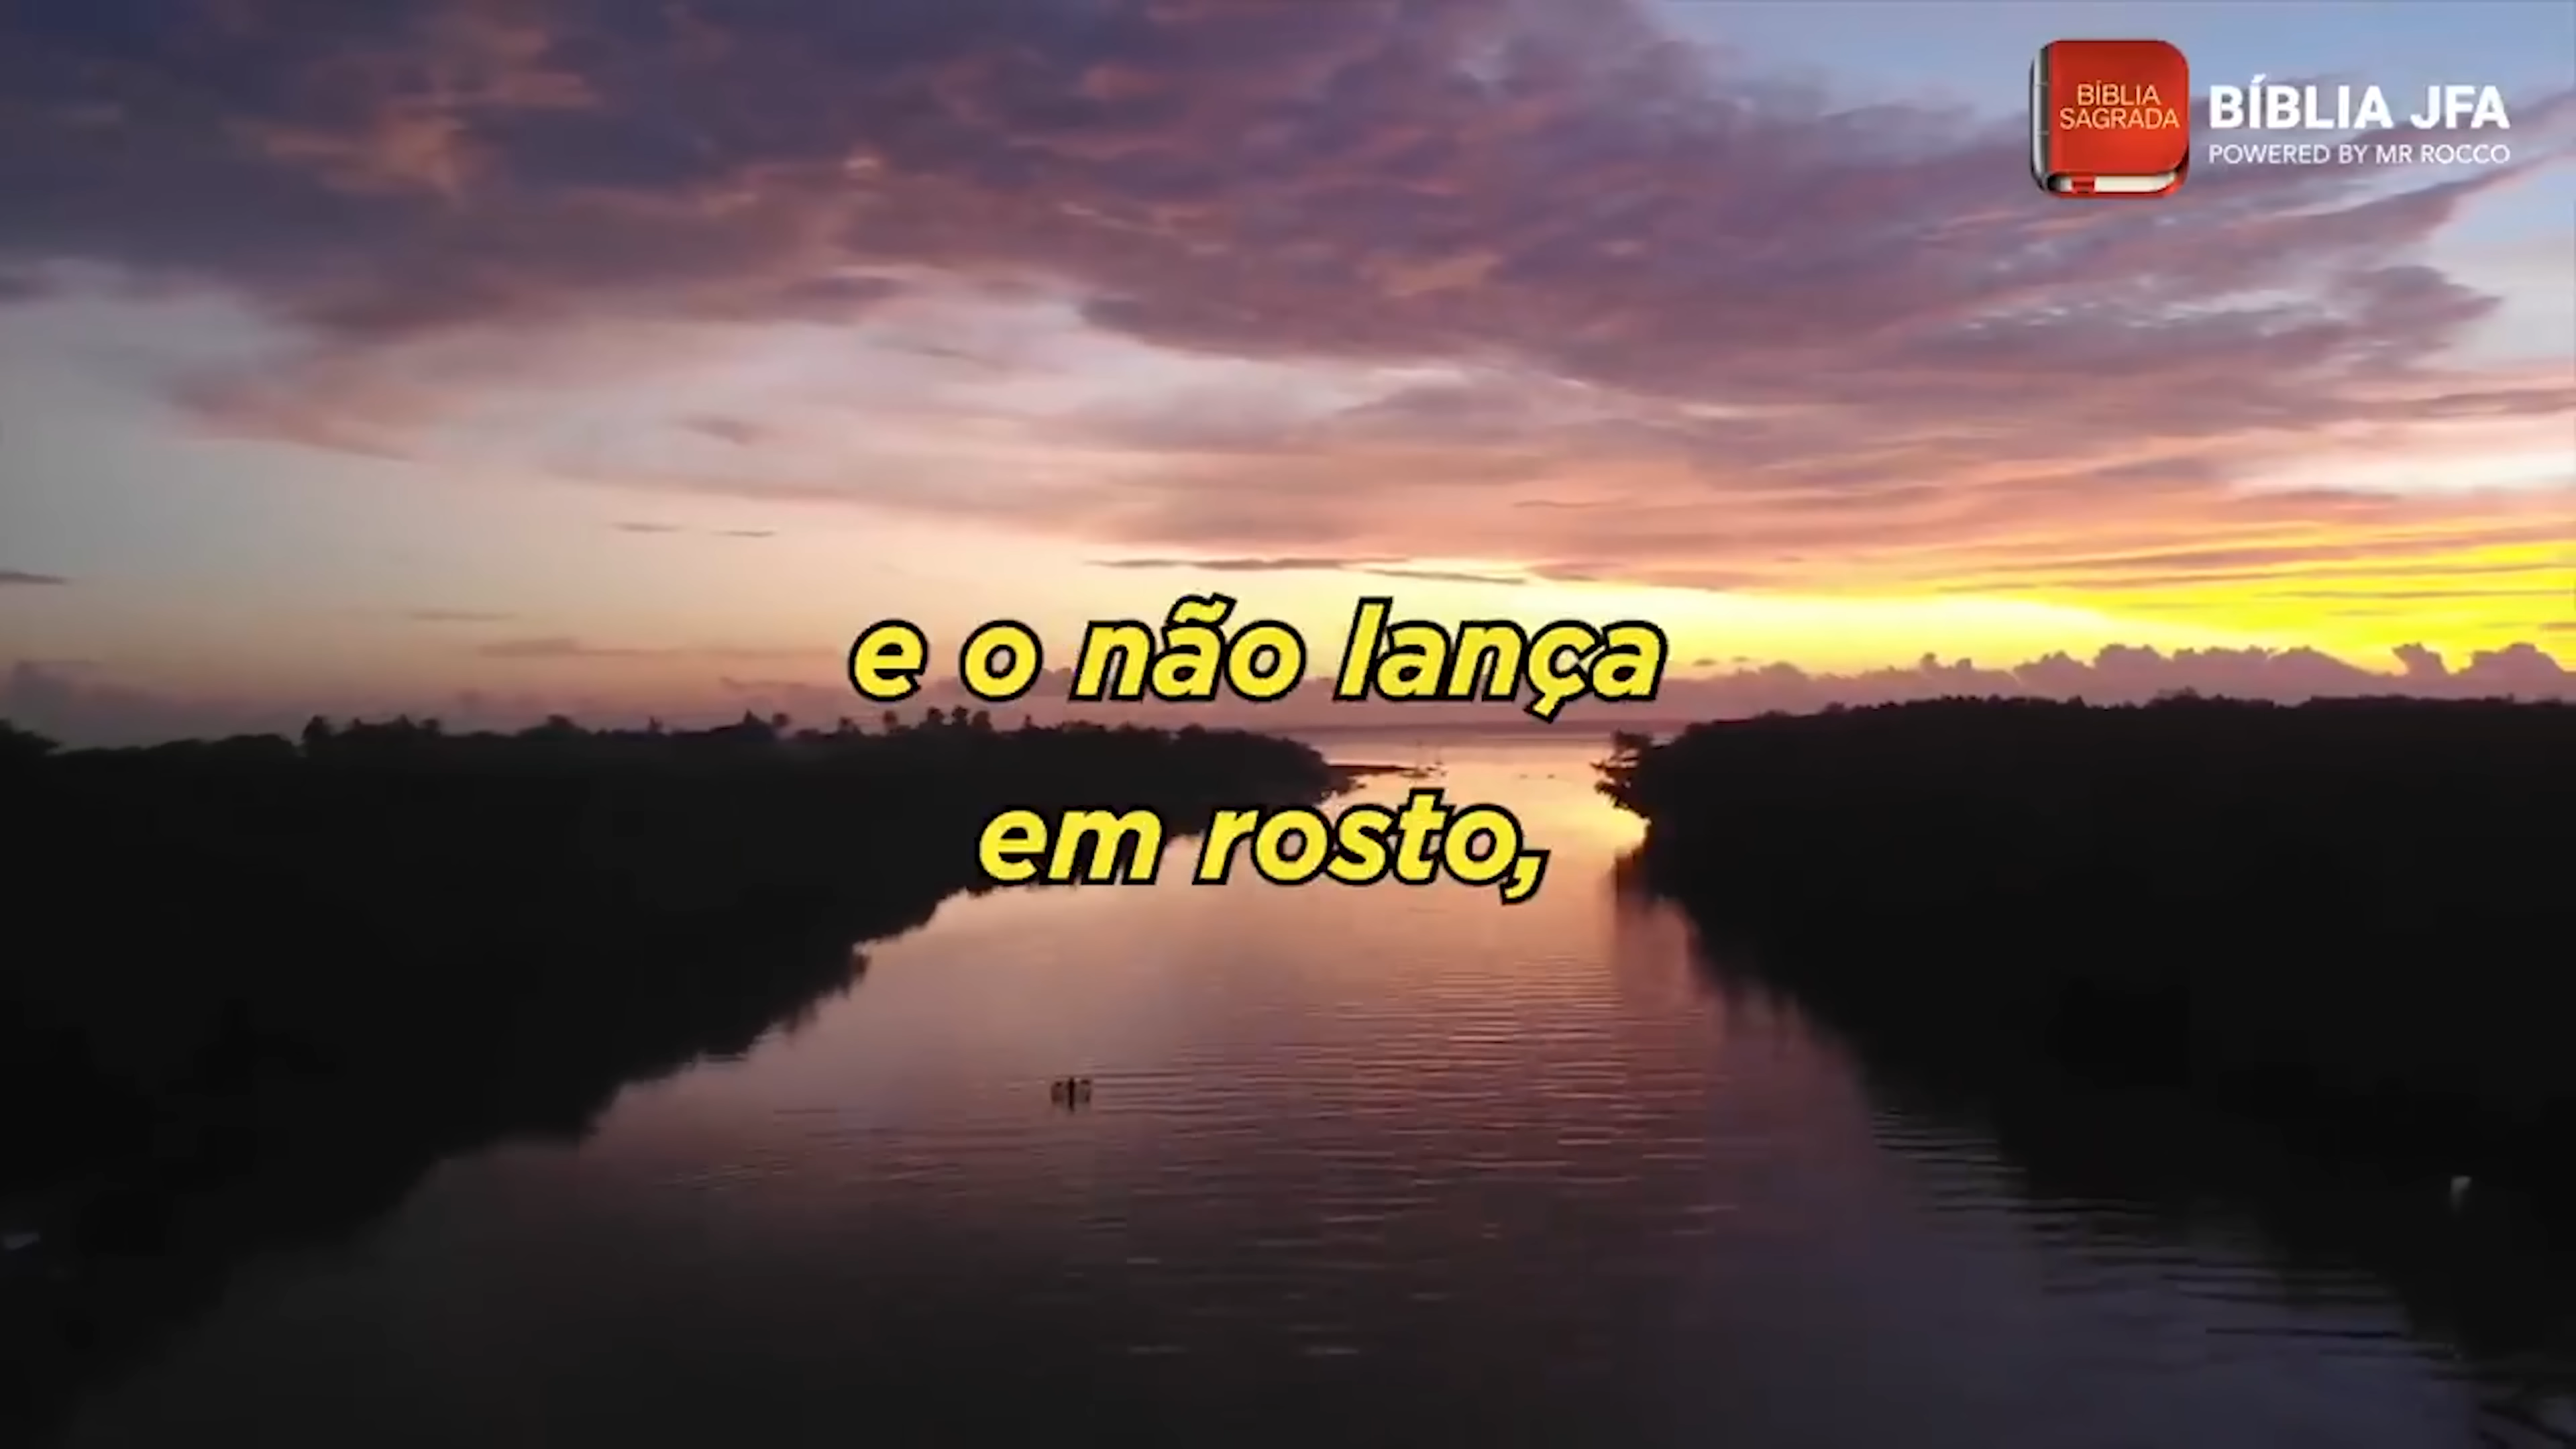 BÍBLIA
SAGRADA
BÍBLIA JFA
POWERED BY MR ROCCO
e o não lança
em rosto,